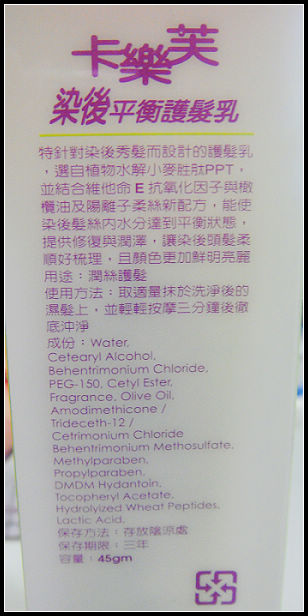 卡樂芙
染後平衡護髮乳
特針對染後秀髮而設計的護髮乳
，選自植物水解小麥胜肽PPT，
並結合維他命 E 抗氧化因子與橄
欖油及陽離子柔絲新配方，能使
染後髮絲內水分達到平衡狀態，
提供修復與潤澤，讓染後頭髮柔
順好梳理，且顏色更加鮮明亮麗
用途：潤絲護髮
使用方法：取適量抹於洗淨後的
濕髮上，並輕輕按摩三分鐘後徹
底沖淨
成份：Water,
Cetearyl Alcohol,
Behentrimonium Chloride,
PEG-150, Cetyl Ester,
Fragrance, Olive Oil,
Amodimethicone /
Trideceth-12 /
Cetrimonium Chloride
Behentrimonium Methosulfate,
Methylparaben,
Propylparaben,
DMDM Hydantoin,
Tocopheryl Acetate,
Hydrolyized Wheat Peptides,
Lactic Acid.
保存方法：存放陰涼處
保存期限：三年
容量：45gm